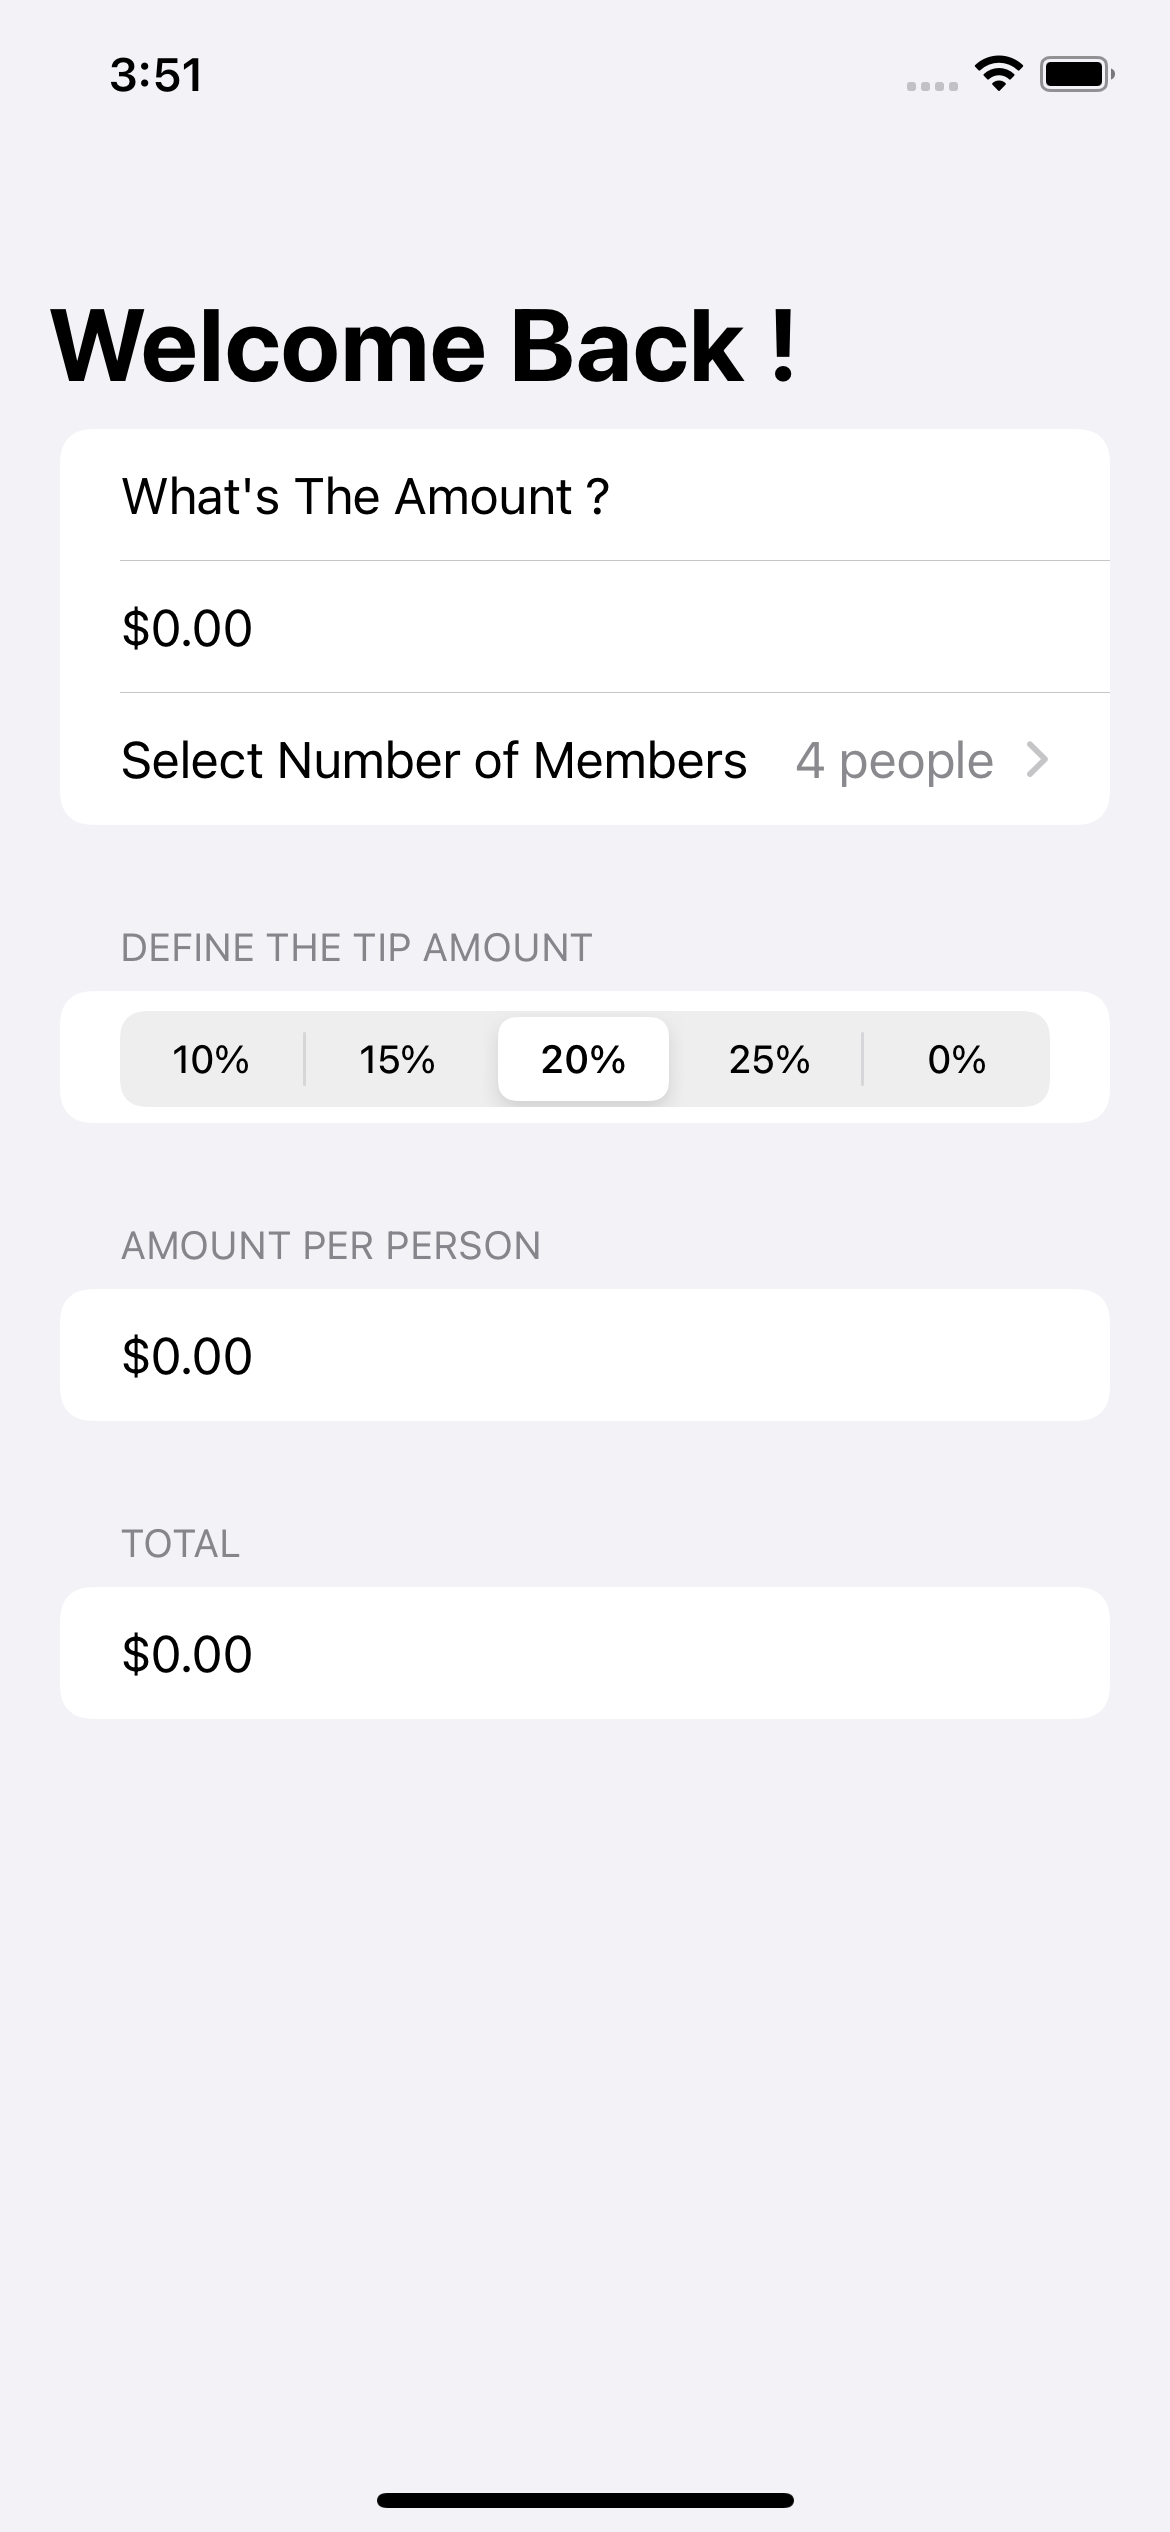 3:51
Welcome Back !
What's The Amount ?
$0.00
Select Number of Members 4 people
DEFINE THE TIP AMOUNT
10% 15% 20% 25% 0%
AMOUNT PER PERSON
$0.00
TOTAL
$0.00